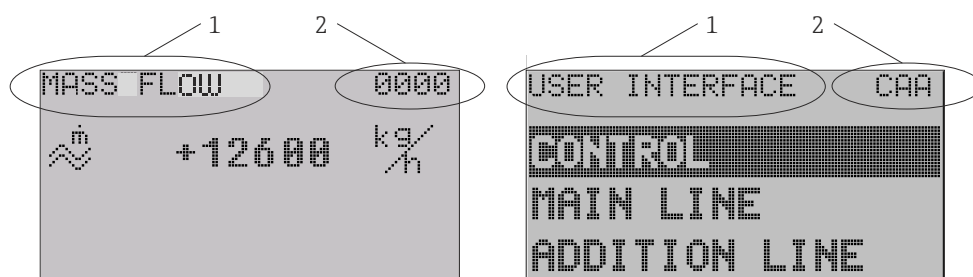 1 2
MASS FLOW 0000
ṁ +12600 kg/h
1 2
USER INTERFACE CAA
CONTROL
MAIN LINE
ADDITION LINE